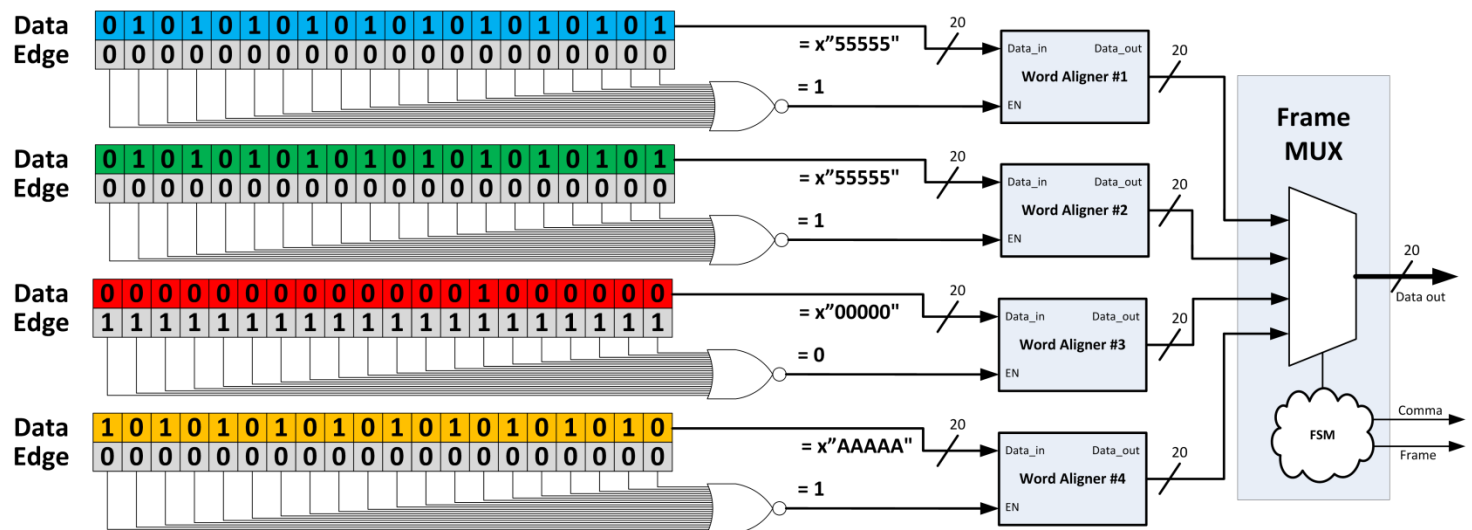 Data 0 1 0 1 0 1 0 1 0 1 0 1 0 1 0 1 0 1 0 1
Edge 0 0 0 0 0 0 0 0 0 0 0 0 0 0 0 0 0 0 0 0
= x”55555"
20
= 1
Data_in Data_out
Word Aligner #1
EN
20
Data 0 1 0 1 0 1 0 1 0 1 0 1 0 1 0 1 0 1 0 1
Edge 0 0 0 0 0 0 0 0 0 0 0 0 0 0 0 0 0 0 0 0
= x”55555"
20
= 1
Data_in Data_out
Word Aligner #2
EN
20
Data 0 0 0 0 0 0 0 0 0 0 0 0 0 1 0 0 0 0 0 0
Edge 1 1 1 1 1 1 1 1 1 1 1 1 1 1 1 1 1 1 1 1
= x”00000"
20
= 0
Data_in Data_out
Word Aligner #3
EN
20
Data 1 0 1 0 1 0 1 0 1 0 1 0 1 0 1 0 1 0 1 0
Edge 0 0 0 0 0 0 0 0 0 0 0 0 0 0 0 0 0 0 0 0
= x”AAAAA"
20
= 1
Data_in Data_out
Word Aligner #4
EN
20
Frame
MUX
20
Data out
FSM
Comma
Frame